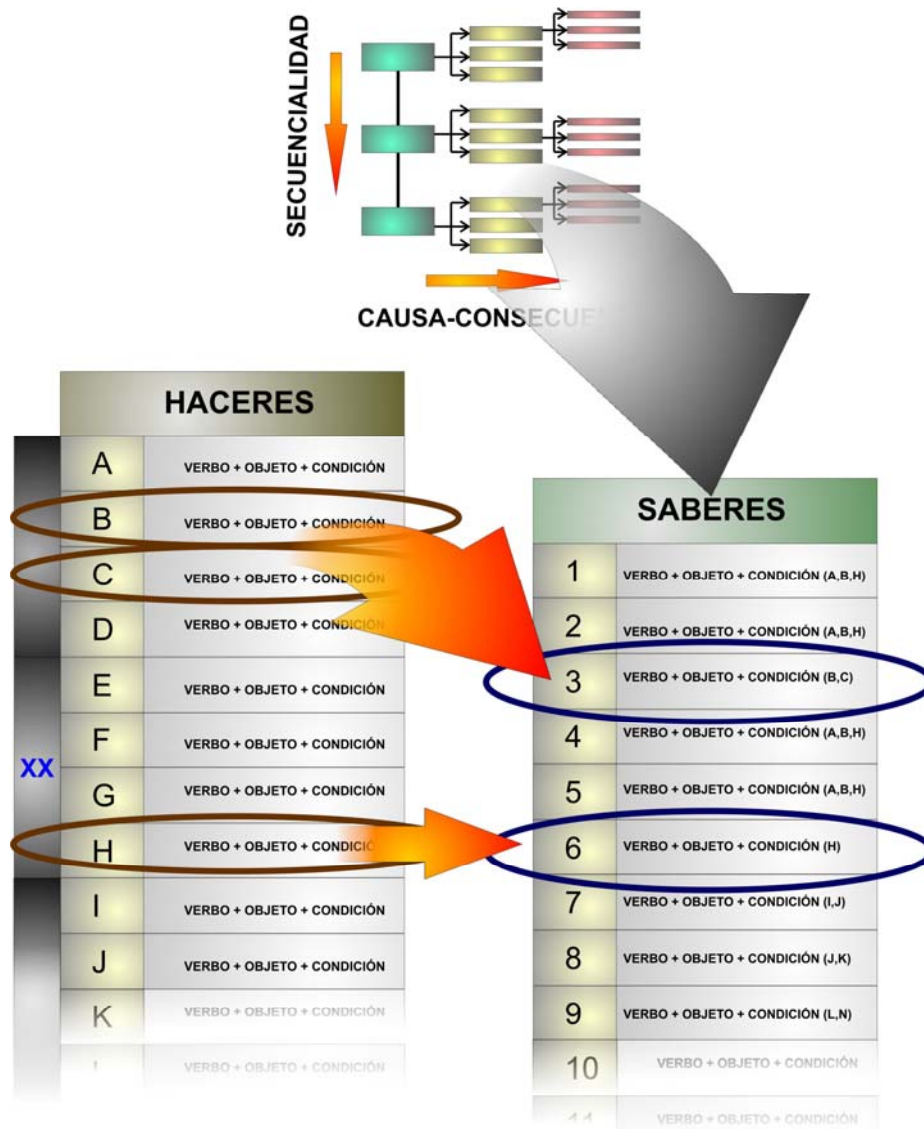 SECUENCIALIDAD
CAUSA-CONSECUE
HACERES
A VERBO + OBJETO + CONDICIÓN
B VERBO + OBJETO + CONDICIÓN
C VERBO + OBJETO + CONDICIÓN
D VERBO + OBJETO + CONDICIÓN
E VERBO + OBJETO + CONDICIÓN
F VERBO + OBJETO + CONDICIÓN
XX
G VERBO + OBJETO + CONDICIÓN
H VERBO + OBJETO + CONDICIÓN
I VERBO + OBJETO + CONDICIÓN
J VERBO + OBJETO + CONDICIÓN
K VERBO + OBJETO + CONDICIÓN
VERBO + OBJETO + CONDICIÓN
SABERES
1 VERBO + OBJETO + CONDICIÓN (A,B,H)
2 VERBO + OBJETO + CONDICIÓN (A,B,H)
3 VERBO + OBJETO + CONDICIÓN (B,C)
4 VERBO + OBJETO + CONDICIÓN (A,B,H)
5 VERBO + OBJETO + CONDICIÓN (A,B,H)
6 VERBO + OBJETO + CONDICIÓN (H)
7 VERBO + OBJETO + CONDICIÓN (I,J)
8 VERBO + OBJETO + CONDICIÓN (J,K)
9 VERBO + OBJETO + CONDICIÓN (L,N)
10 VERBO + OBJETO + CONDICIÓN
VERBO + OBJETO + CONDICIÓN